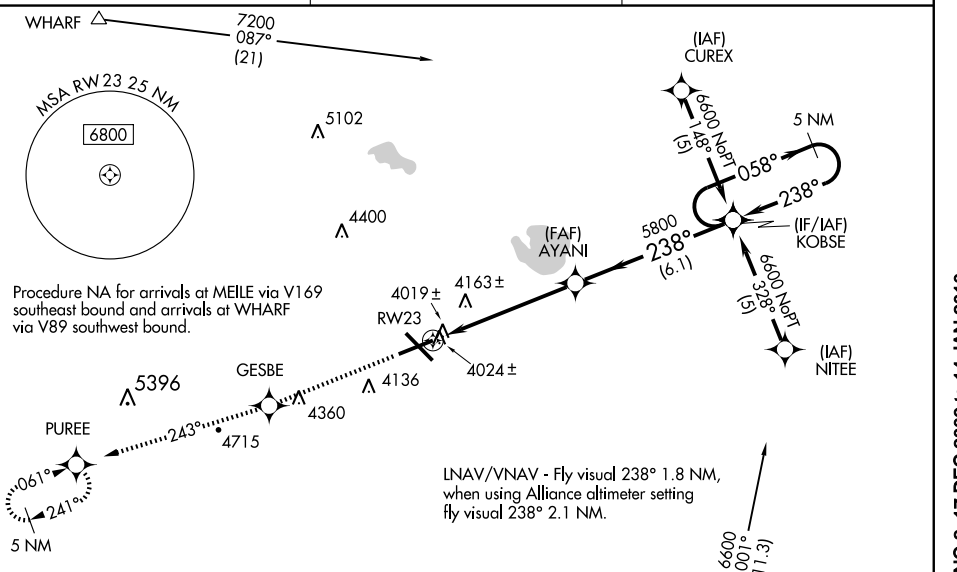 WHARF
7200
087°
(21)
MSA RW 23 25 NM
6800
5102
4400
(IAF)
CUREX
6600 NoPT
148°
(5)
5 NM
058°
238°
(IF/IAF)
KOBSE
(FAF)
AYANI
5800
238°
(6.1)
6600 NoPT
328°
(5)
(IAF)
NITEE
Procedure NA for arrivals at MEILE via V169
southeast bound and arrivals at WHARF
via V89 southwest bound.
4163±
4019±
RW23
4024±
4136
GESBE
4360
5396
4715
243°
PUREE
061°
241°
5 NM
LNAV/VNAV - Fly visual 238° 1.8 NM,
when using Alliance altimeter setting
fly visual 238° 2.1 NM.
6600
001°
11.3)